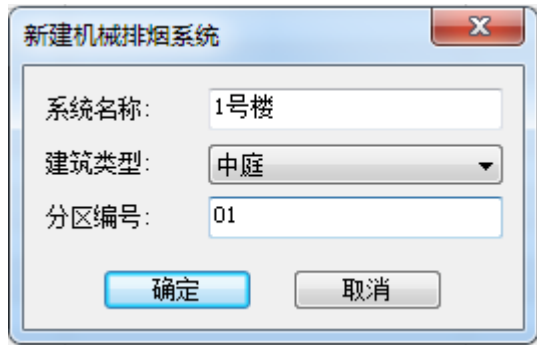 新建机械排烟系统
系统名称: 1号楼
建筑类型: 中庭
分区编号: 01
确定 取消